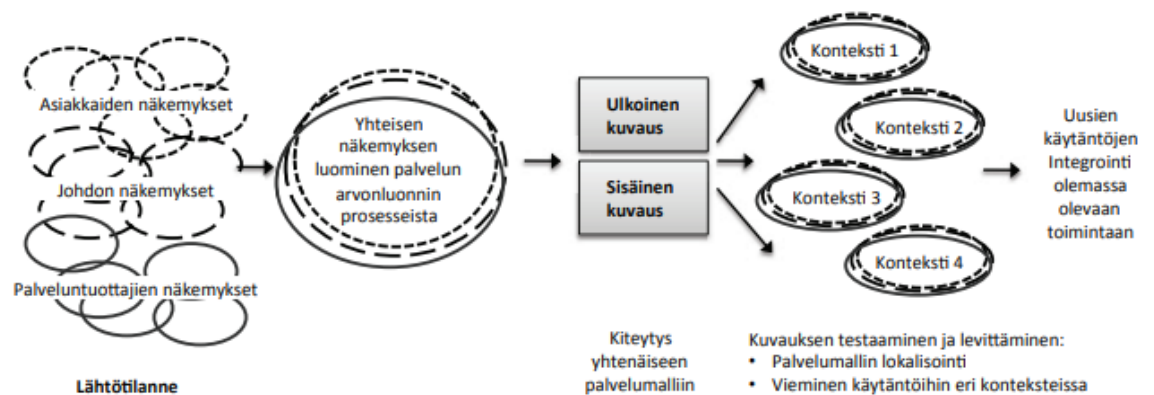 Asiakkaiden näkemykset
Johdon näkemykset
Palveluntuottajien näkemykset
Lähtötilanne
Yhteisen
näkemyksen
luominen palvelun
arvonluonnin
prosesseista
Ulkoinen
kuvaus
Sisäinen
kuvaus
Kiteytys
yhtenäiseen
palvelumalliin
Konteksti 1
Konteksti 2
Konteksti 3
Konteksti 4
Kuvauksen testaaminen ja levittäminen:
• Palvelumallin lokalisointi
• Vieminen käytäntöihin eri konteksteissa
Uusien
käytäntöjen
Integrointi
olemassa
olevaan
toimintaan